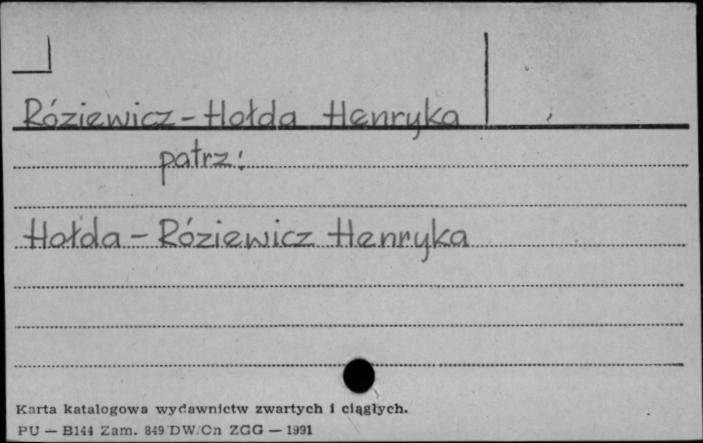 Róziewicz-Hołda Henryka
patrz:
Hołda-Róziewicz Henryka
Karta katalogowa wydawnictw zwartych i ciągłych.
PU — B144 Zam. 849 DW/Cn ZGG — 1991